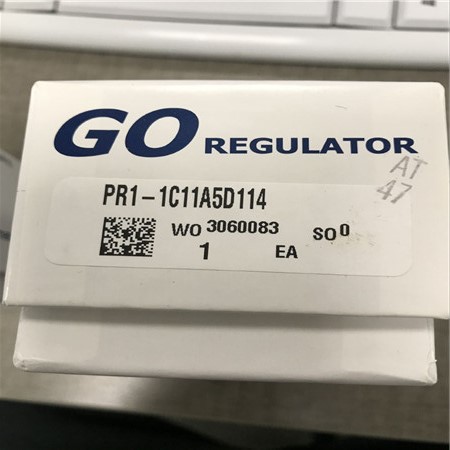 GO REGULATOR
AT
47
PR1-1C11A5D114
WO 3060083 SO 0
1 EA